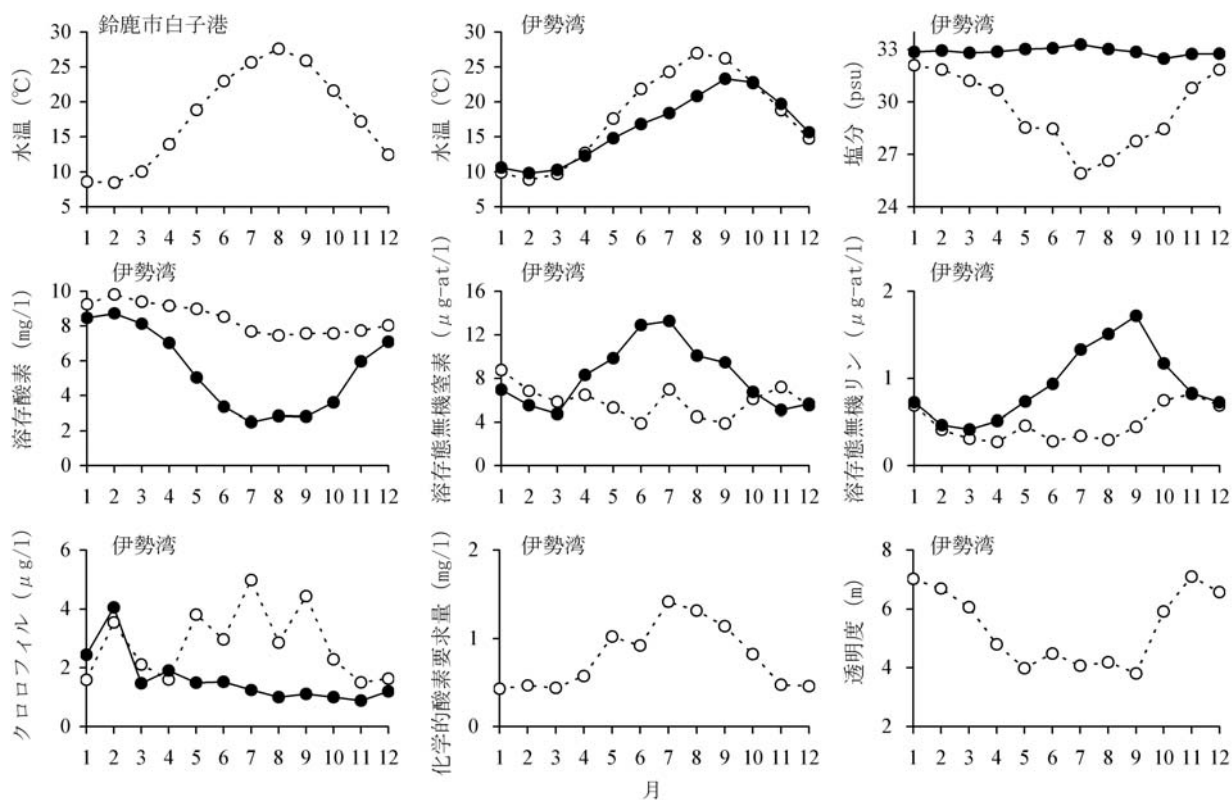 鈴鹿市白子港
水温 (℃)
30
25
20
15
10
5
1 2 3 4 5 6 7 8 9 10 11 12
伊勢湾
水温 (℃)
30
25
20
15
10
5
1 2 3 4 5 6 7 8 9 10 11 12
伊勢湾
塩分 (psu)
33
30
27
24
1 2 3 4 5 6 7 8 9 10 11 12
伊勢湾
溶存酸素 (mg/l)
10
8
6
4
2
0
1 2 3 4 5 6 7 8 9 10 11 12
伊勢湾
溶存態無機窒素 (μg-at/l)
16
12
8
4
0
1 2 3 4 5 6 7 8 9 10 11 12
伊勢湾
溶存態無機リン (μg-at/l)
2
1
0
1 2 3 4 5 6 7 8 9 10 11 12
伊勢湾
クロロフィル (μg/l)
6
4
2
0
1 2 3 4 5 6 7 8 9 10 11 12
伊勢湾
化学的酸素要求量 (mg/l)
2
1
0
1 2 3 4 5 6 7 8 9 10 11 12
伊勢湾
透明度 (m)
8
6
4
2
1 2 3 4 5 6 7 8 9 10 11 12
月